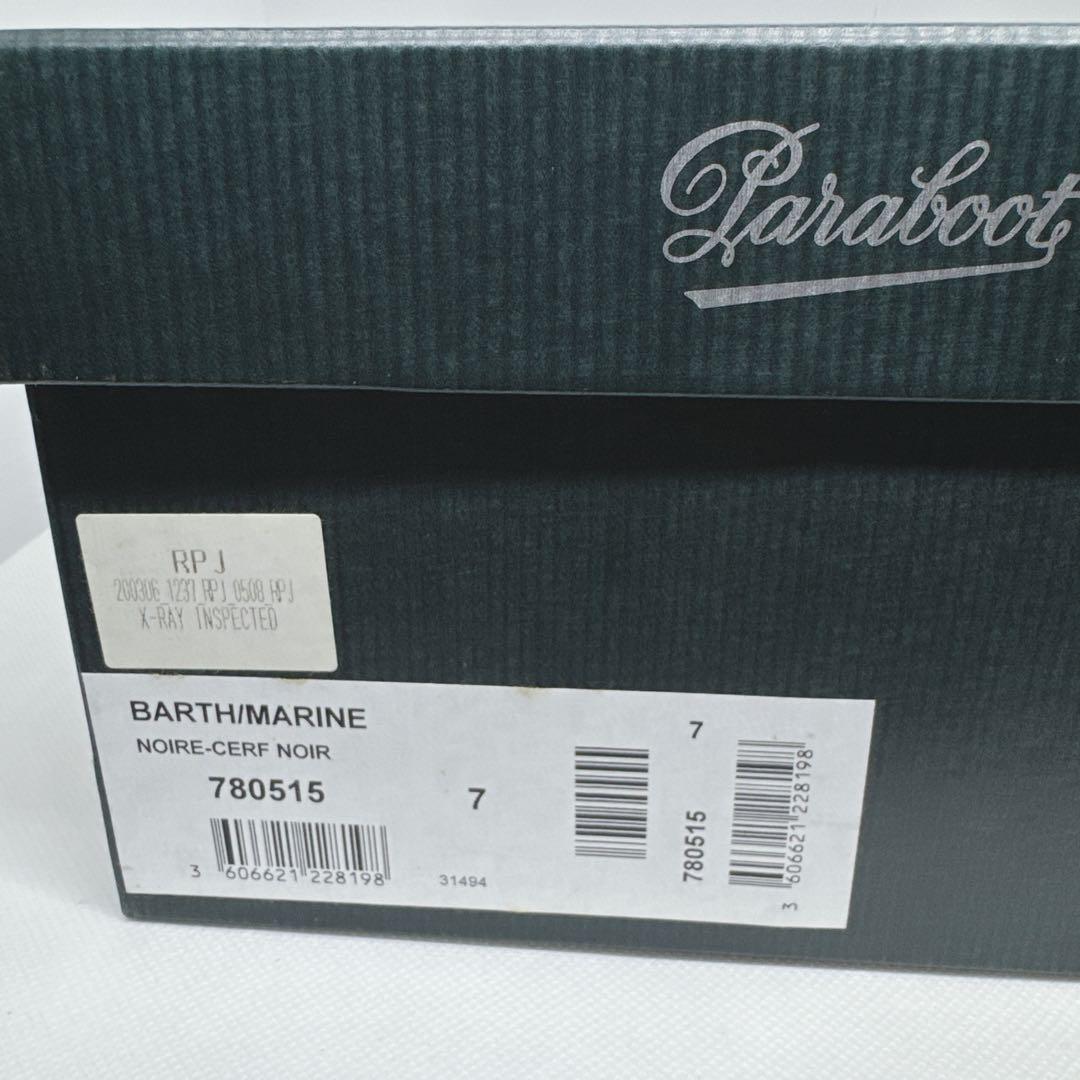 Paraboot
RPJ
200306 1237 RPJ 0508 RPJ
X-RAY INSPECTED
BARTH/MARINE
NOIRE-CERF NOIR
780515
7
3 606621 228198
31494
7
780515
3 606621 228198